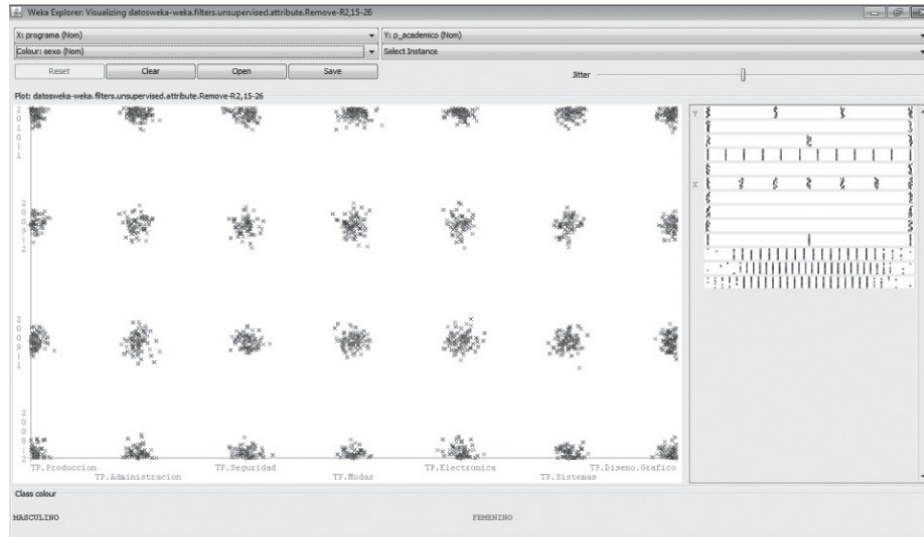 Weka Explorer: Visualizing datosweka-weka.filters.unsupervised.attribute.Remove-R2,15-26
X: programa (Nom)
Y: p_academico (Nom)
Colour: sexo (Nom)
Select Instance
Reset
Clear
Open
Save
Jitter
Plot: datosweka-weka.filters.unsupervised.attribute.Remove-R2,15-26
Y
X
TP.Produccion
TP.Administracion
TP.Seguridad
TP.Modas
TP.Electronica
TP.Sistemas
TP.Diseno.Grafico
Class colour
MASCULINO
FEMENINO